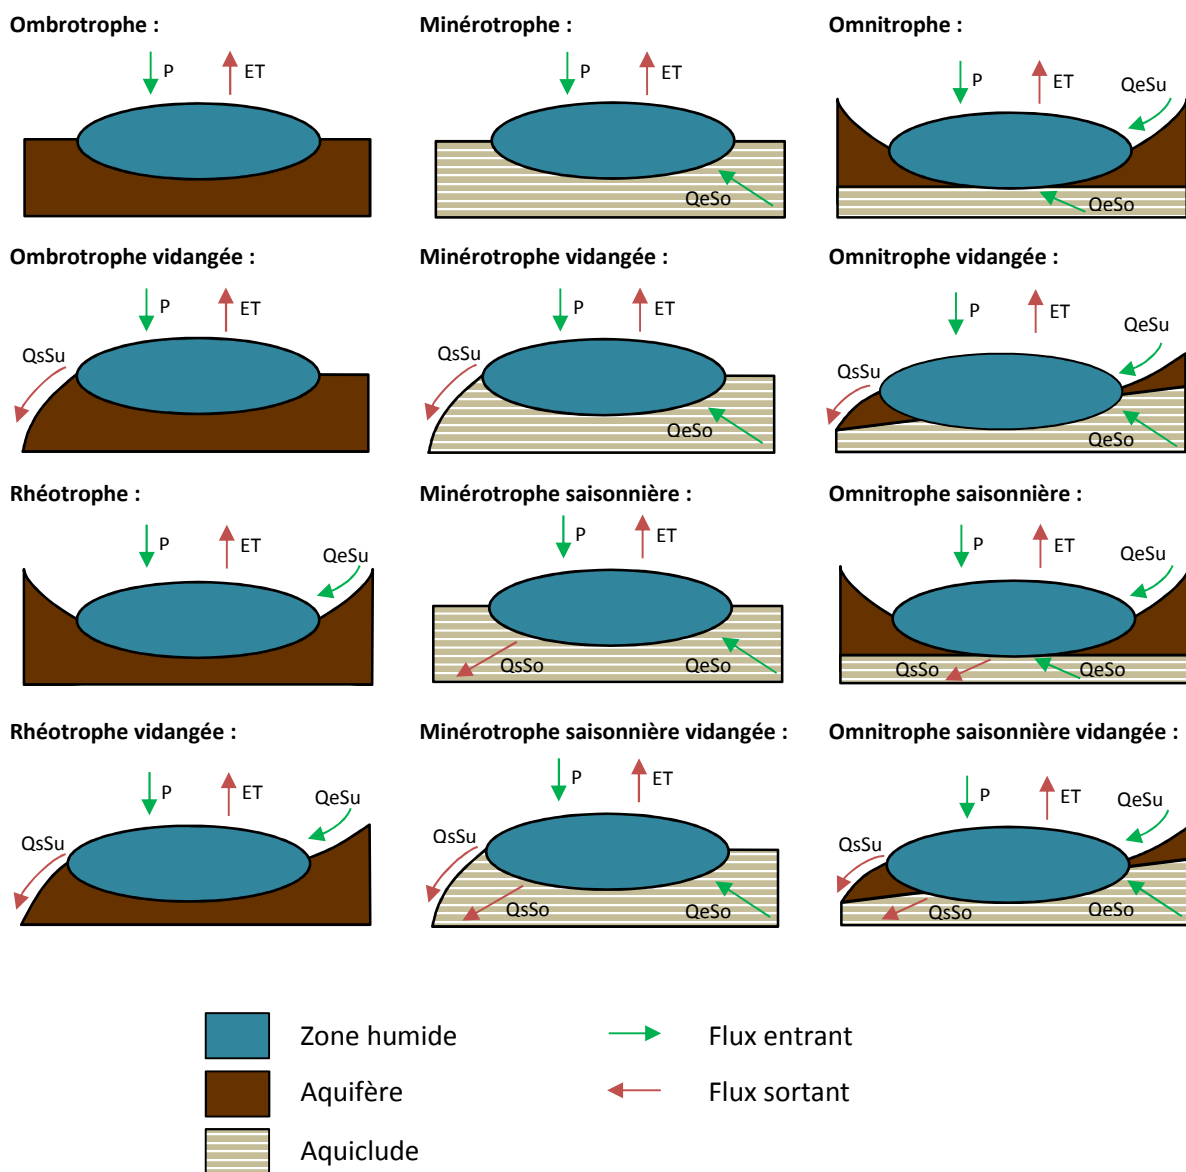 Ombrotrophe :
Minérotrophe :
Omnitrophe :
P
ET
P
ET
P
ET
QeSu
QeSo
QeSo
Ombrotrophe vidangée :
Minérotrophe vidangée :
Omnitrophe vidangée :
P
ET
P
ET
P
ET
QeSu
QsSu
QsSu
QsSu
QeSo
QeSo
Rhéotrophe :
Minérotrophe saisonnière :
Omnitrophe saisonnière :
P
ET
QeSu
P
ET
P
ET
QeSu
QsSo
QeSo
QsSo
QeSo
Rhéotrophe vidangée :
Minérotrophe saisonnière vidangée :
Omnitrophe saisonnière vidangée :
P
ET
QeSu
P
ET
P
ET
QeSu
QsSu
QsSu
QsSu
QsSo
QeSo
QsSo
QeSo
Zone humide
Flux entrant
Aquifère
Flux sortant
Aquiclude